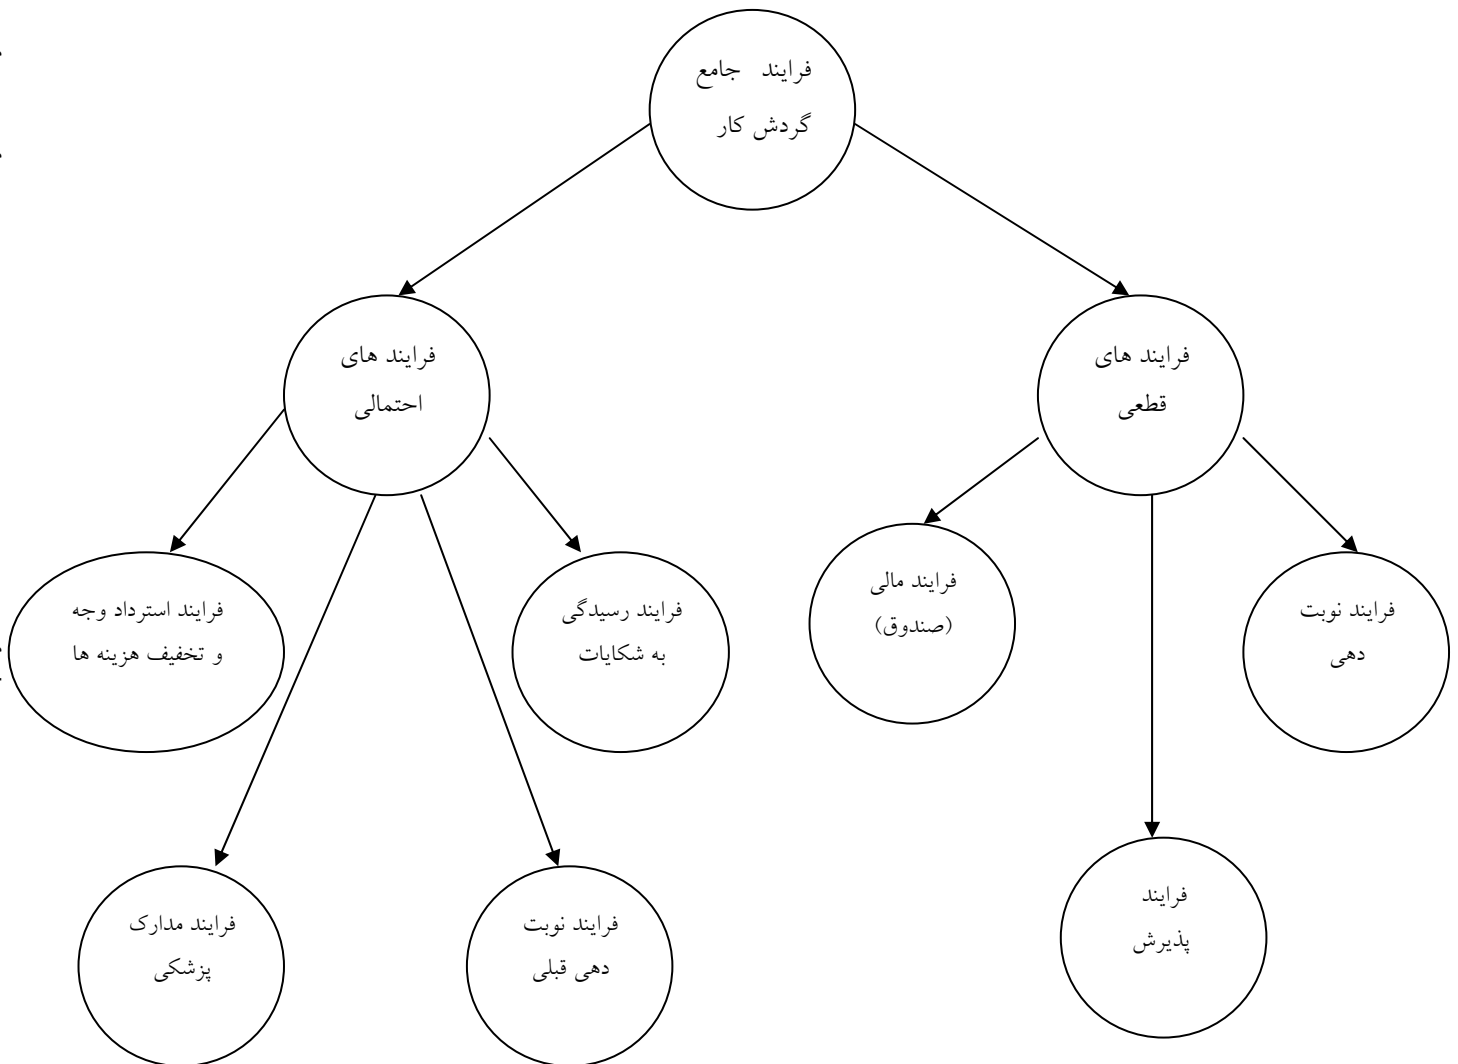 فرایند جامع
گردش کار
فرایند های
قطعی
فرایند های
احتمالی
فرایند نوبت
دهی
فرایند مالی
(صندوق)
فرایند رسیدگی
به شکایات
فرایند استرداد وجه
و تخفیف هزینه ها
فرایند
پذیرش
فرایند نوبت
دهی قبلی
فرایند مدارک
پزشکی